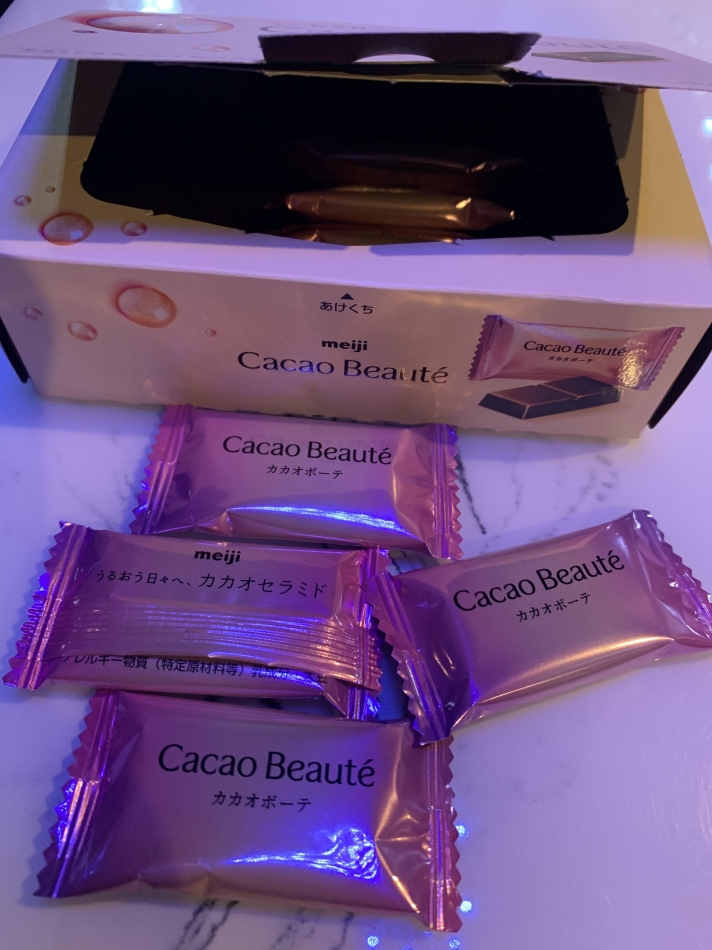 あけくち
meiji
Cacao Beauté
Cacao Beauté
カカオボーテ
Cacao Beauté
カカオボーテ
meiji
うるおう日々へ、カカオセラミド
アレルギー物質（特定原材料等）乳成分
Cacao Beauté
カカオボーテ
Cacao Beauté
カカオボーテ